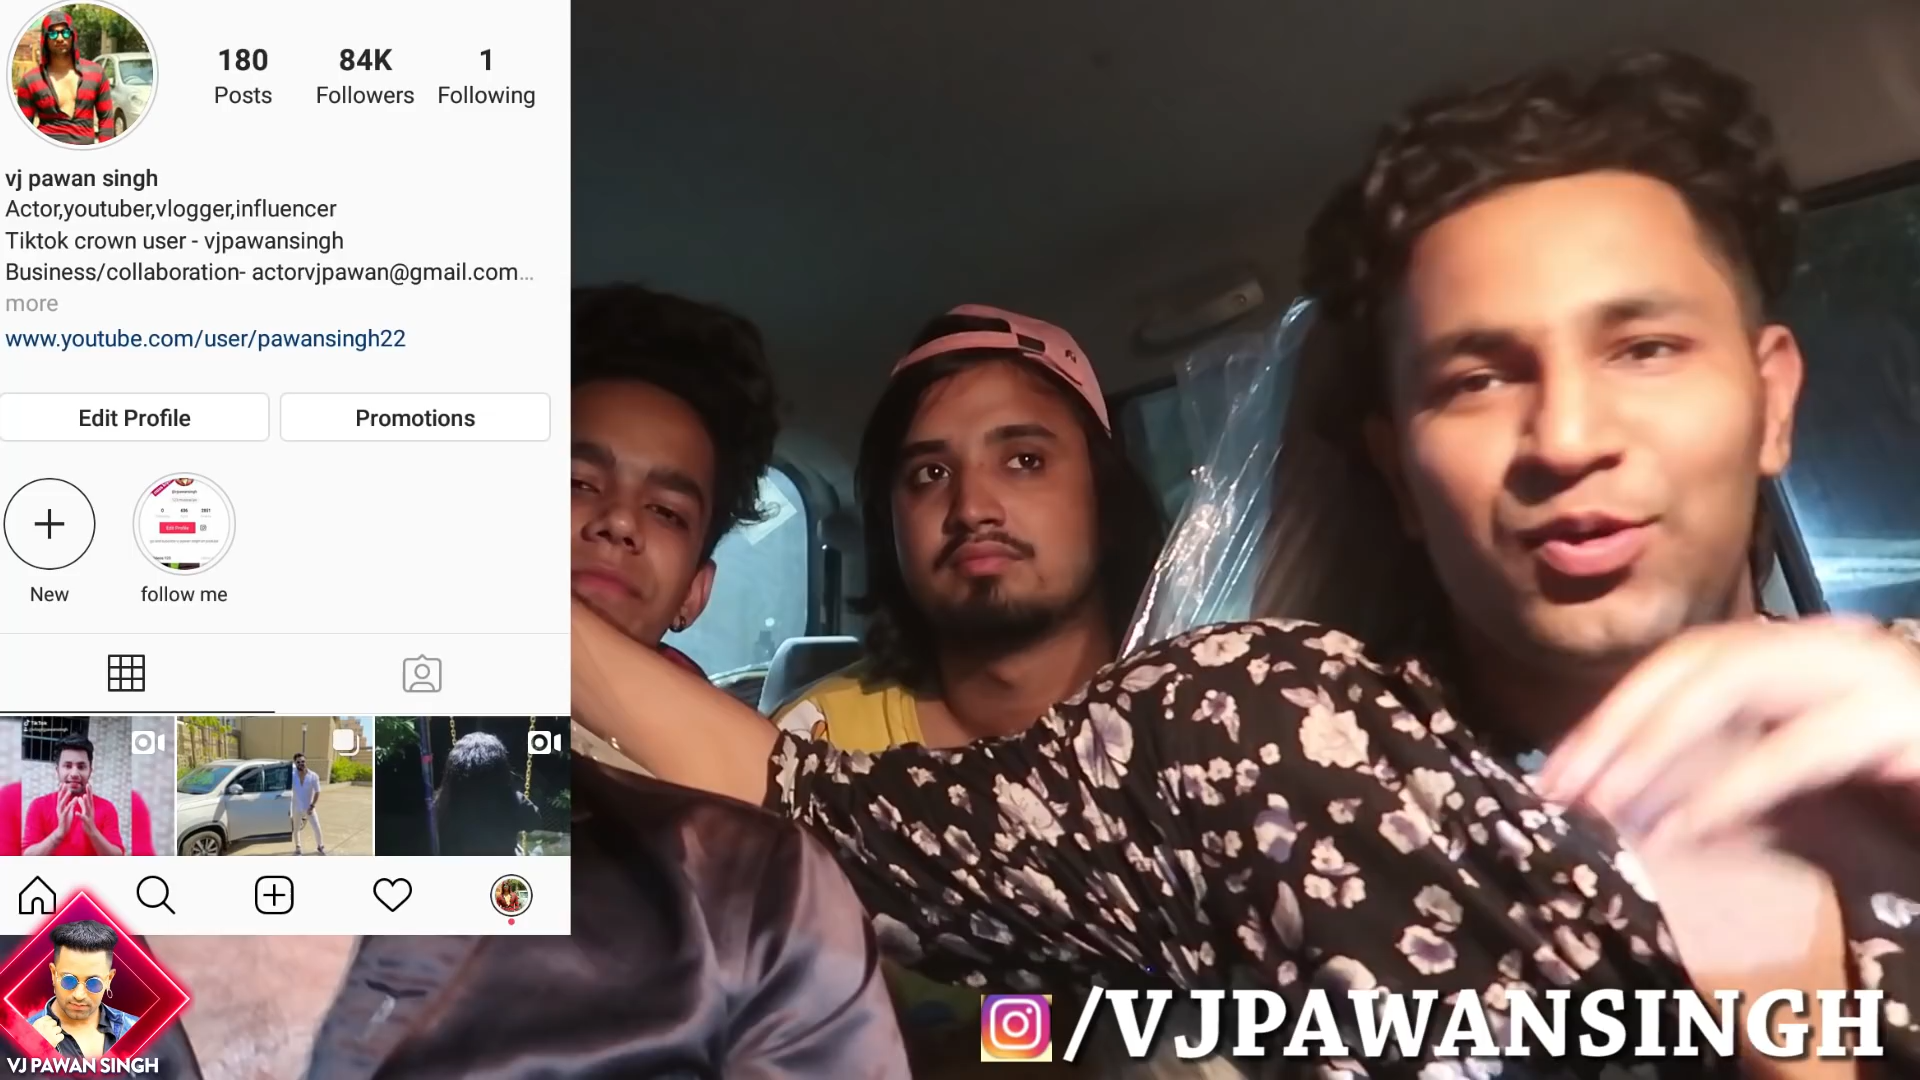 180
84K
1
Posts
Followers
Following
vj pawan singh
Actor,youtuber,vlogger,influencer
Tiktok crown user - vjpawansingh
Business/collaboration- actorvjpawan@gmail.com...
more
www.youtube.com/user/pawansingh22
Edit Profile
Promotions
New
follow me
/VJPAWANSINGH
VJ PAWAN SINGH